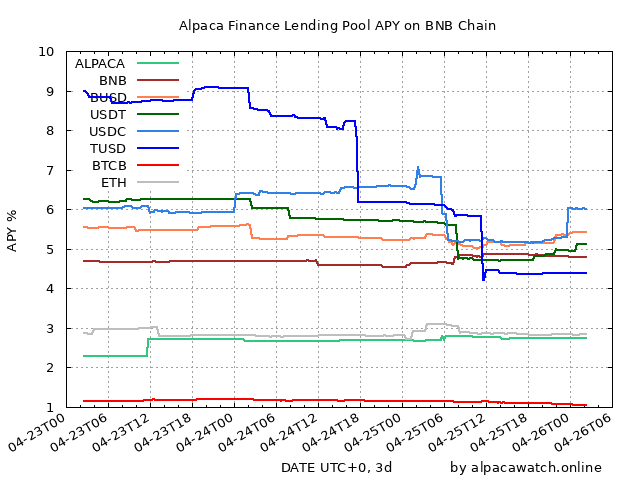 Alpaca Finance Lending Pool APY on BNB Chain
10
9
8
7
6
5
4
3
2
1
APY %
ALPACA
BNB
BUSD
USDT
USDC
TUSD
BTCB
ETH
04-23T00
04-23T06
04-23T12
04-23T18
04-24T00
04-24T06
04-24T12
04-24T18
04-25T00
04-25T06
04-25T12
04-25T18
04-26T00
04-26T06
DATE UTC+0, 3d
by alpacawatch.online